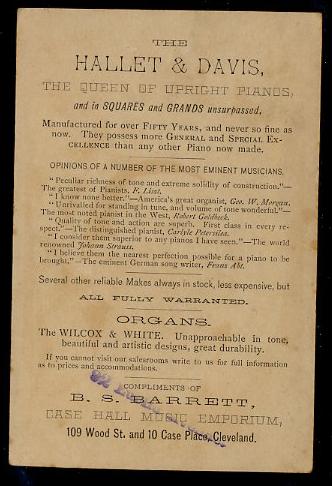 THE
HALLET & DAVIS,
THE QUEEN OF UPRIGHT PIANOS,
and in SQUARES and GRANDS unsurpassed.
Manufactured for over FIFTY YEARS, and never so fine as
now. They possess more GENERAL and SPECIAL EX-
CELLENCE than any other Piano now made.
OPINIONS OF A NUMBER OF THE MOST EMINENT MUSICIANS.
"Peculiar richness of tone and extreme solidity of construction."—
The greatest of Pianists, F. Liszt.
"I know none better."—America's great organist, Geo. W. Morgan.
"Unrivalled for standing in tune, and volume of tone wonderful."—
The most noted pianist in the West, Robert Goldbeck.
"Quality of tone and action are superb. First class in every re-
spect."—The distinguished pianist, Carlyle Petersilea.
"I consider them superior to any pianos I have seen."—The world
renowned Johann Strauss.
"I believe them the nearest perfection possible for a piano to be
brought."—The eminent German song writer, Franz Abt.
Several other reliable Makes always in stock, less expensive, but
ALL FULLY WARRANTED.
ORGANS.
The WILCOX & WHITE. Unapproachable in tone,
beautiful and artistic designs, great durability.
If you cannot visit our salesrooms write to us for full information
as to prices and accommodations.
COMPLIMENTS OF
B. S. BARRETT,
CASE HALL MUSIC EMPORIUM,
109 Wood St. and 10 Case Place, Cleveland.